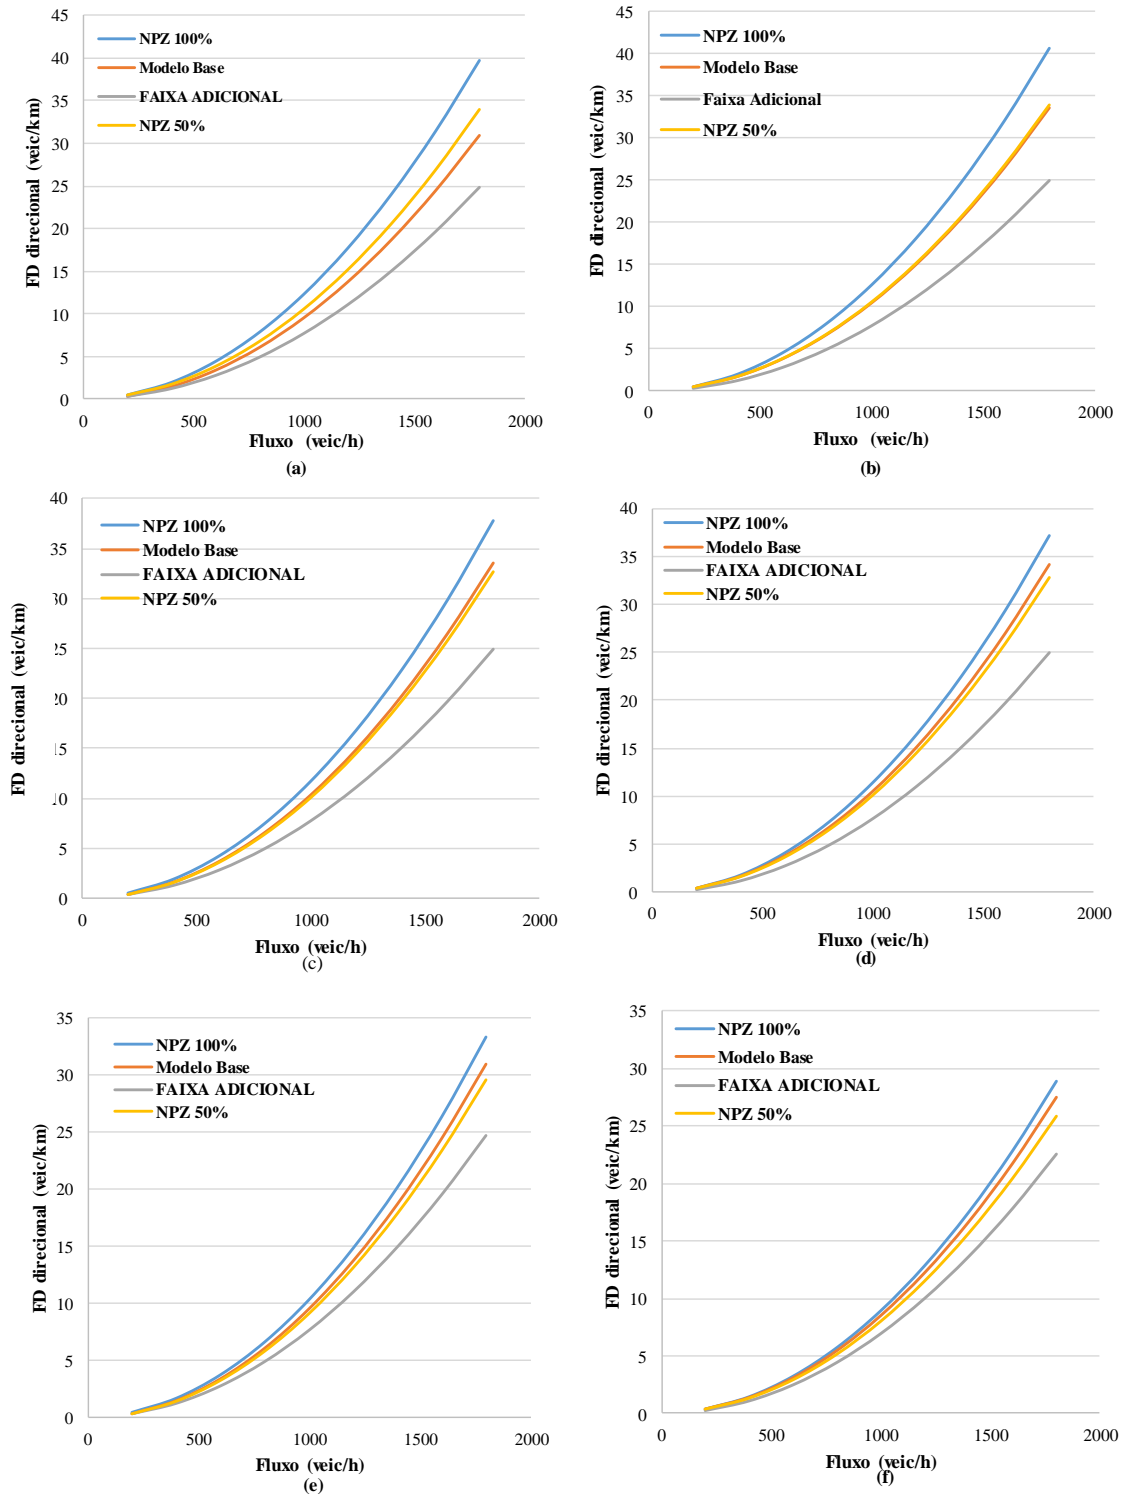 45
40
35
30
25
20
15
10
5
0
NPZ 100%
Modelo Base
FAIXA ADICIONAL
NPZ 50%
FD direcional (veic/km)
0
500
1000
1500
2000
Fluxo (veic/h)
(a)
45
40
35
30
25
20
15
10
5
0
NPZ 100%
Modelo Base
Faixa Adicional
NPZ 50%
FD direcional (veic/km)
0
500
1000
1500
2000
Fluxo (veic/h)
(b)
40
35
30
25
20
15
10
5
0
NPZ 100%
Modelo Base
FAIXA ADICIONAL
NPZ 50%
FD direcional (veic/km)
0
500
1000
1500
2000
Fluxo (veic/h)
(c)
40
35
30
25
20
15
10
5
0
NPZ 100%
Modelo Base
FAIXA ADICIONAL
NPZ 50%
FD direcional (veic/km)
0
500
1000
1500
2000
Fluxo (veic/h)
(d)
35
30
25
20
15
10
5
0
NPZ 100%
Modelo Base
FAIXA ADICIONAL
NPZ 50%
FD direcional (veic/km)
0
500
1000
1500
2000
Fluxo (veic/h)
(e)
35
30
25
20
15
10
5
0
NPZ 100%
Modelo Base
FAIXA ADICIONAL
NPZ 50%
FD direcional (veic/km)
0
500
1000
1500
2000
Fluxo (veic/h)
(f)